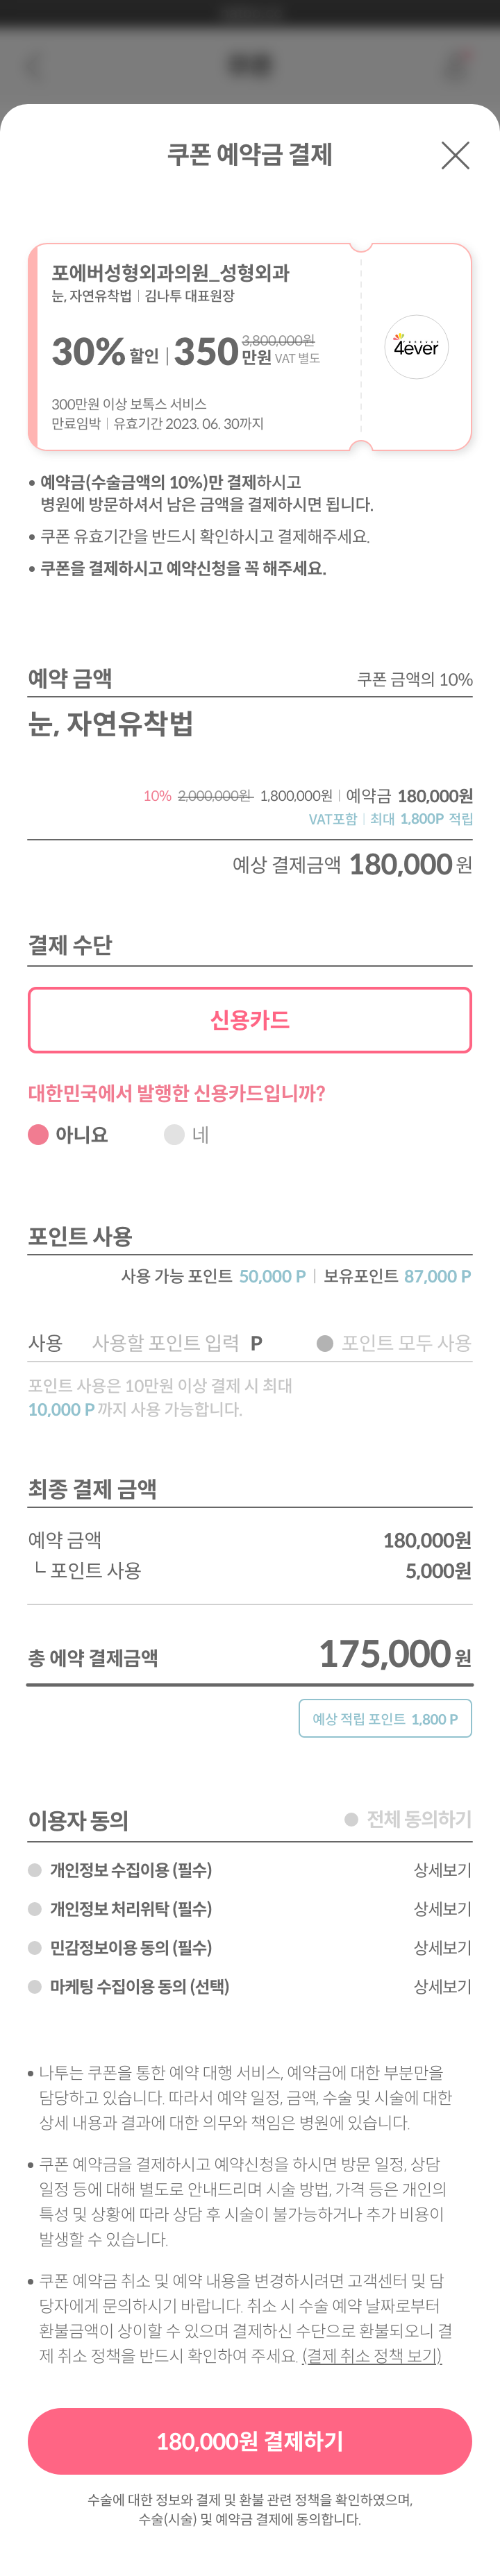 쿠폰 예약금 결제
포에버성형외과의원_성형외과
눈, 자연유착법 | 김나투 대표원장
3,800,000원
30% 할인 | 350만원 VAT 별도
4ever
300만원 이상 보톡스 서비스
만료임박 | 유효기간 2023. 06. 30까지
• 예약금(수술금액의 10%)만 결제하시고
병원에 방문하셔서 남은 금액을 결제하시면 됩니다.
• 쿠폰 유효기간을 반드시 확인하시고 결제해주세요.
• 쿠폰을 결제하시고 예약신청을 꼭 해주세요.
예약 금액 쿠폰 금액의 10%
눈, 자연유착법
10% 2,000,000원 1,800,000원 | 예약금 180,000원
VAT포함 | 최대 1,800P 적립
예상 결제금액 180,000 원
결제 수단
신용카드
대한민국에서 발행한 신용카드입니까?
아니요 네
포인트 사용
사용 가능 포인트 50,000 P | 보유포인트 87,000 P
사용 사용할 포인트 입력 P 포인트 모두 사용
포인트 사용은 10만원 이상 결제 시 최대
10,000 P 까지 사용 가능합니다.
최종 결제 금액
예약 금액 180,000원
└ 포인트 사용 5,000원
총 예약 결제금액 175,000 원
예상 적립 포인트 1,800 P
이용자 동의 전체 동의하기
개인정보 수집이용 (필수) 상세보기
개인정보 처리위탁 (필수) 상세보기
민감정보이용 동의 (필수) 상세보기
마케팅 수집이용 동의 (선택) 상세보기
• 나투는 쿠폰을 통한 예약 대행 서비스, 예약금에 대한 부분만을
담당하고 있습니다. 따라서 예약 일정, 금액, 수술 및 시술에 대한
상세 내용과 결과에 대한 의무와 책임은 병원에 있습니다.
• 쿠폰 예약금을 결제하시고 예약신청을 하시면 방문 일정, 상담
일정 등에 대해 별도로 안내드리며 시술 방법, 가격 등은 개인의
특성 및 상황에 따라 상담 후 시술이 불가능하거나 추가 비용이
발생할 수 있습니다.
• 쿠폰 예약금 취소 및 예약 내용을 변경하시려면 고객센터 및 담
당자에게 문의하시기 바랍니다. 취소 시 수술 예약 날짜로부터
환불금액이 상이할 수 있으며 결제하신 수단으로 환불되오니 결
제 취소 정책을 반드시 확인하여 주세요. (결제 취소 정책 보기)
180,000원 결제하기
수술에 대한 정보와 결제 및 환불 관련 정책을 확인하였으며,
수술(시술) 및 예약금 결제에 동의합니다.